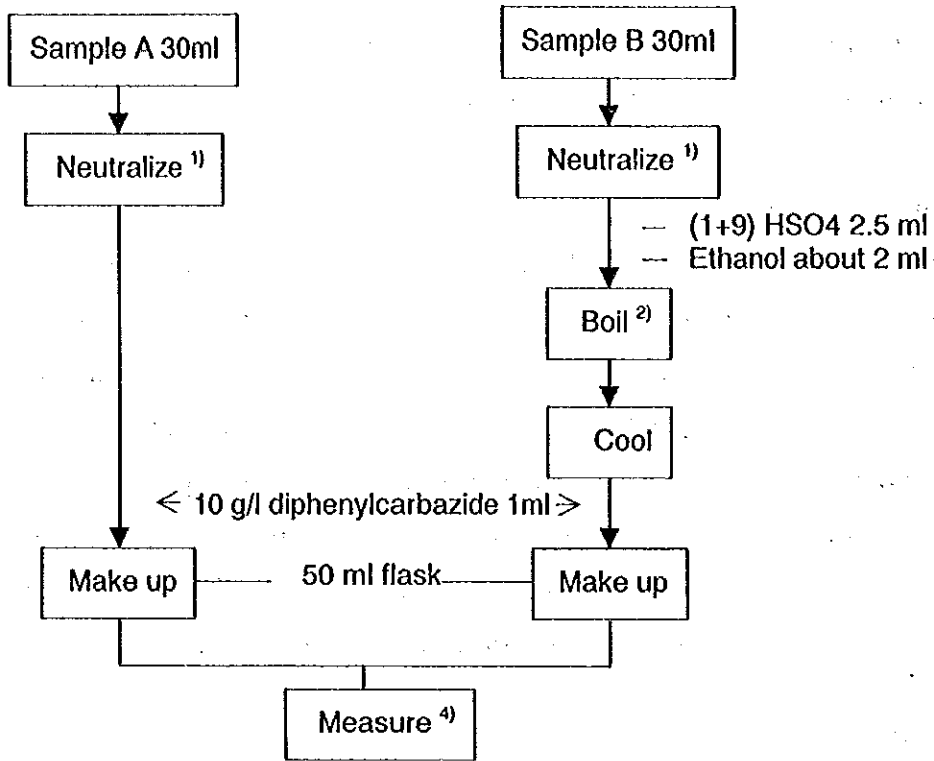 Sample A 30ml
Sample B 30ml
Neutralize 1)
Neutralize 1)
(1+9) HSO4 2.5 ml
Ethanol about 2 ml
Boil 2)
Cool
10 g/l diphenylcarbazide 1ml
Make up
50 ml flask
Make up
Measure 4)